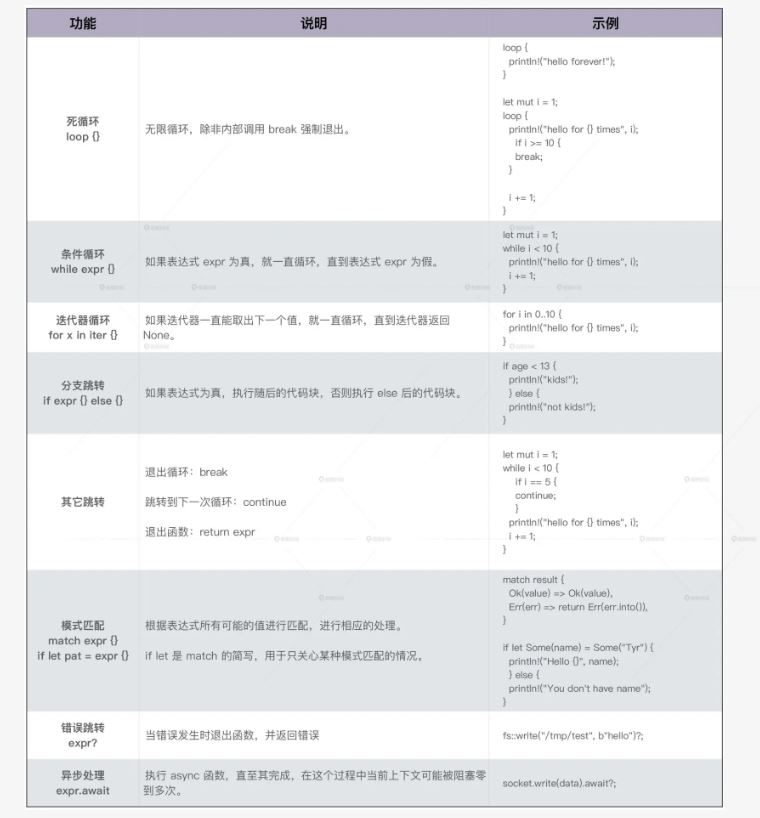 功能
说明
示例
死循环
loop {}
无限循环，除非内部调用 break 强制退出。
loop {
println!("hello forever!");
}
let mut i = 1;
loop {
println!("hello for {} times", i);
if i >= 10 {
break;
}
i += 1;
}
条件循环
while expr {}
如果表达式 expr 为真，就一直循环，直到表达式 expr 为假。
let mut i = 1;
while i < 10 {
println!("hello for {} times", i);
i += 1;
}
迭代器循环
for x in iter {}
如果迭代器一直能取出下一个值，就一直循环，直到迭代器返回
None。
for i in 0..10 {
println!("hello for {} times", i);
}
分支跳转
if expr {} else {}
如果表达式为真，执行随后的代码块，否则执行 else 后的代码块。
if age < 13 {
println!("kids!");
} else {
println!("not kids!");
}
其它跳转
退出循环：break
跳转到下一次循环：continue
退出函数：return expr
let mut i = 1;
while i < 10 {
if i == 5 {
continue;
}
println!("hello for {} times", i);
i += 1;
}
模式匹配
match expr {}
if let pat = expr {}
根据表达式所有可能的值进行匹配，进行相应的处理。
if let 是 match 的简写，用于只关心某种模式匹配的情况。
match result {
Ok(value) => Ok(value),
Err(err) => return Err(err.into()),
}
if let Some(name) = Some("Tyr") {
println!("Hello {}", name);
} else {
println!("You don't have name");
}
错误跳转
expr?
当错误发生时退出函数，并返回错误
fs::write("/tmp/test", b"hello")?;
异步处理
expr.await
执行 async 函数，直至其完成，在这个过程中当前上下文可能被阻塞零
到多次。
socket.write(data).await?;